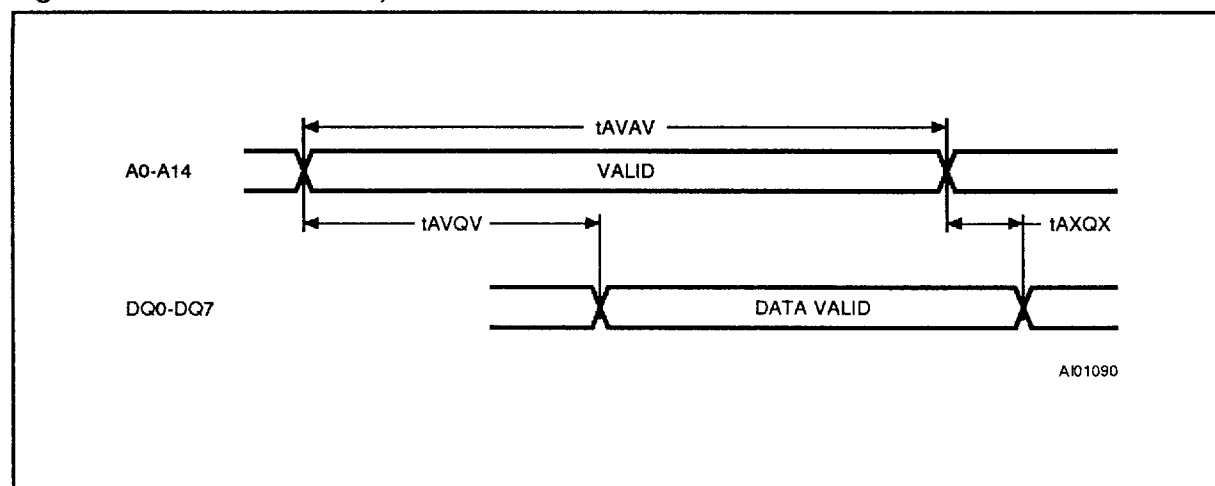 tAVAV
A0-A14
VALID
tAVQV
tAXQX
DQ0-DQ7
DATA VALID
AI01090